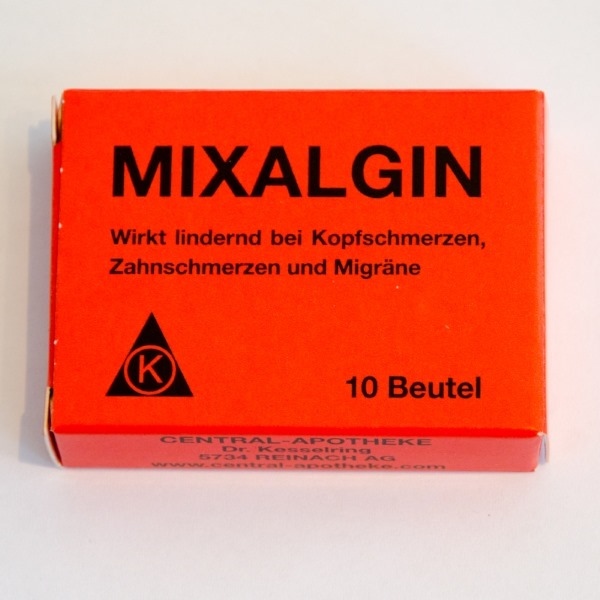 MIXALGIN
Wirkt lindernd bei Kopfschmerzen,
Zahnschmerzen und Migräne
K
10 Beutel
CENTRAL-APOTHEKE
Dr. Kesselring
5734 REINACH AG
www.central-apotheke.com